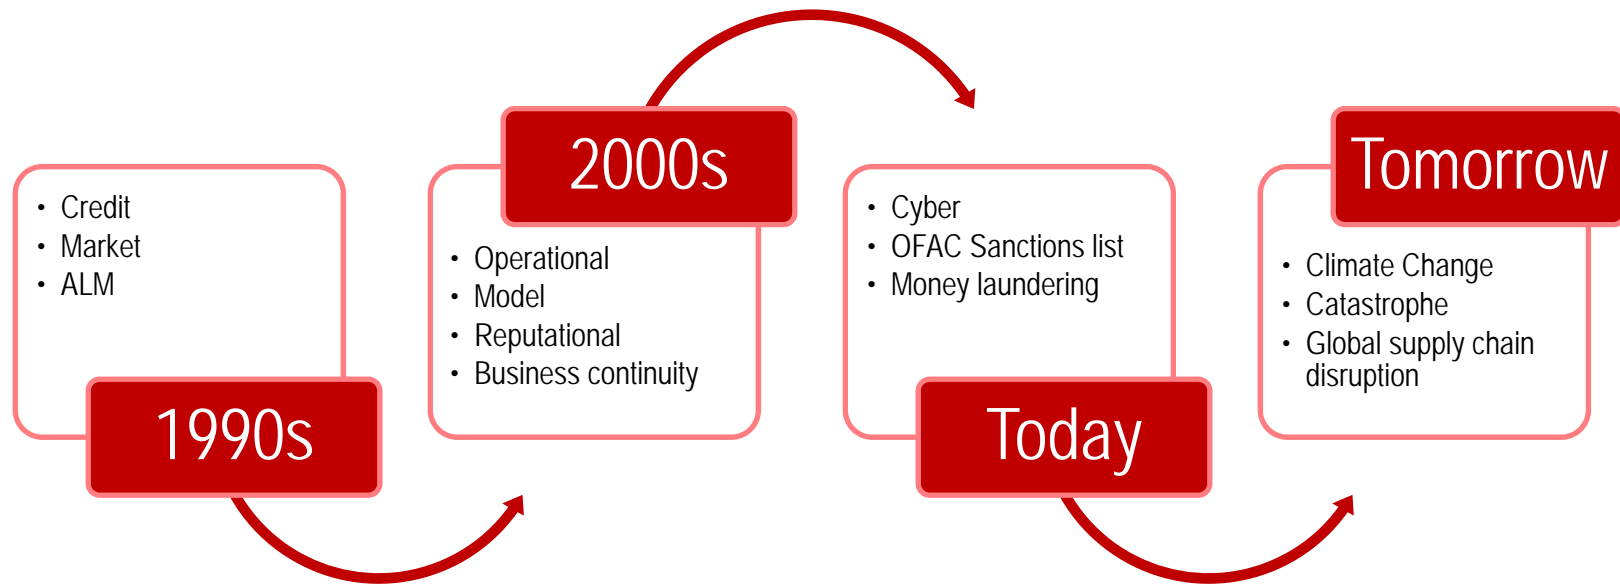 • Credit
• Market
• ALM
1990s
2000s
• Operational
• Model
• Reputational
• Business continuity
• Cyber
• OFAC Sanctions list
• Money laundering
Today
Tomorrow
• Climate Change
• Catastrophe
• Global supply chain
disruption